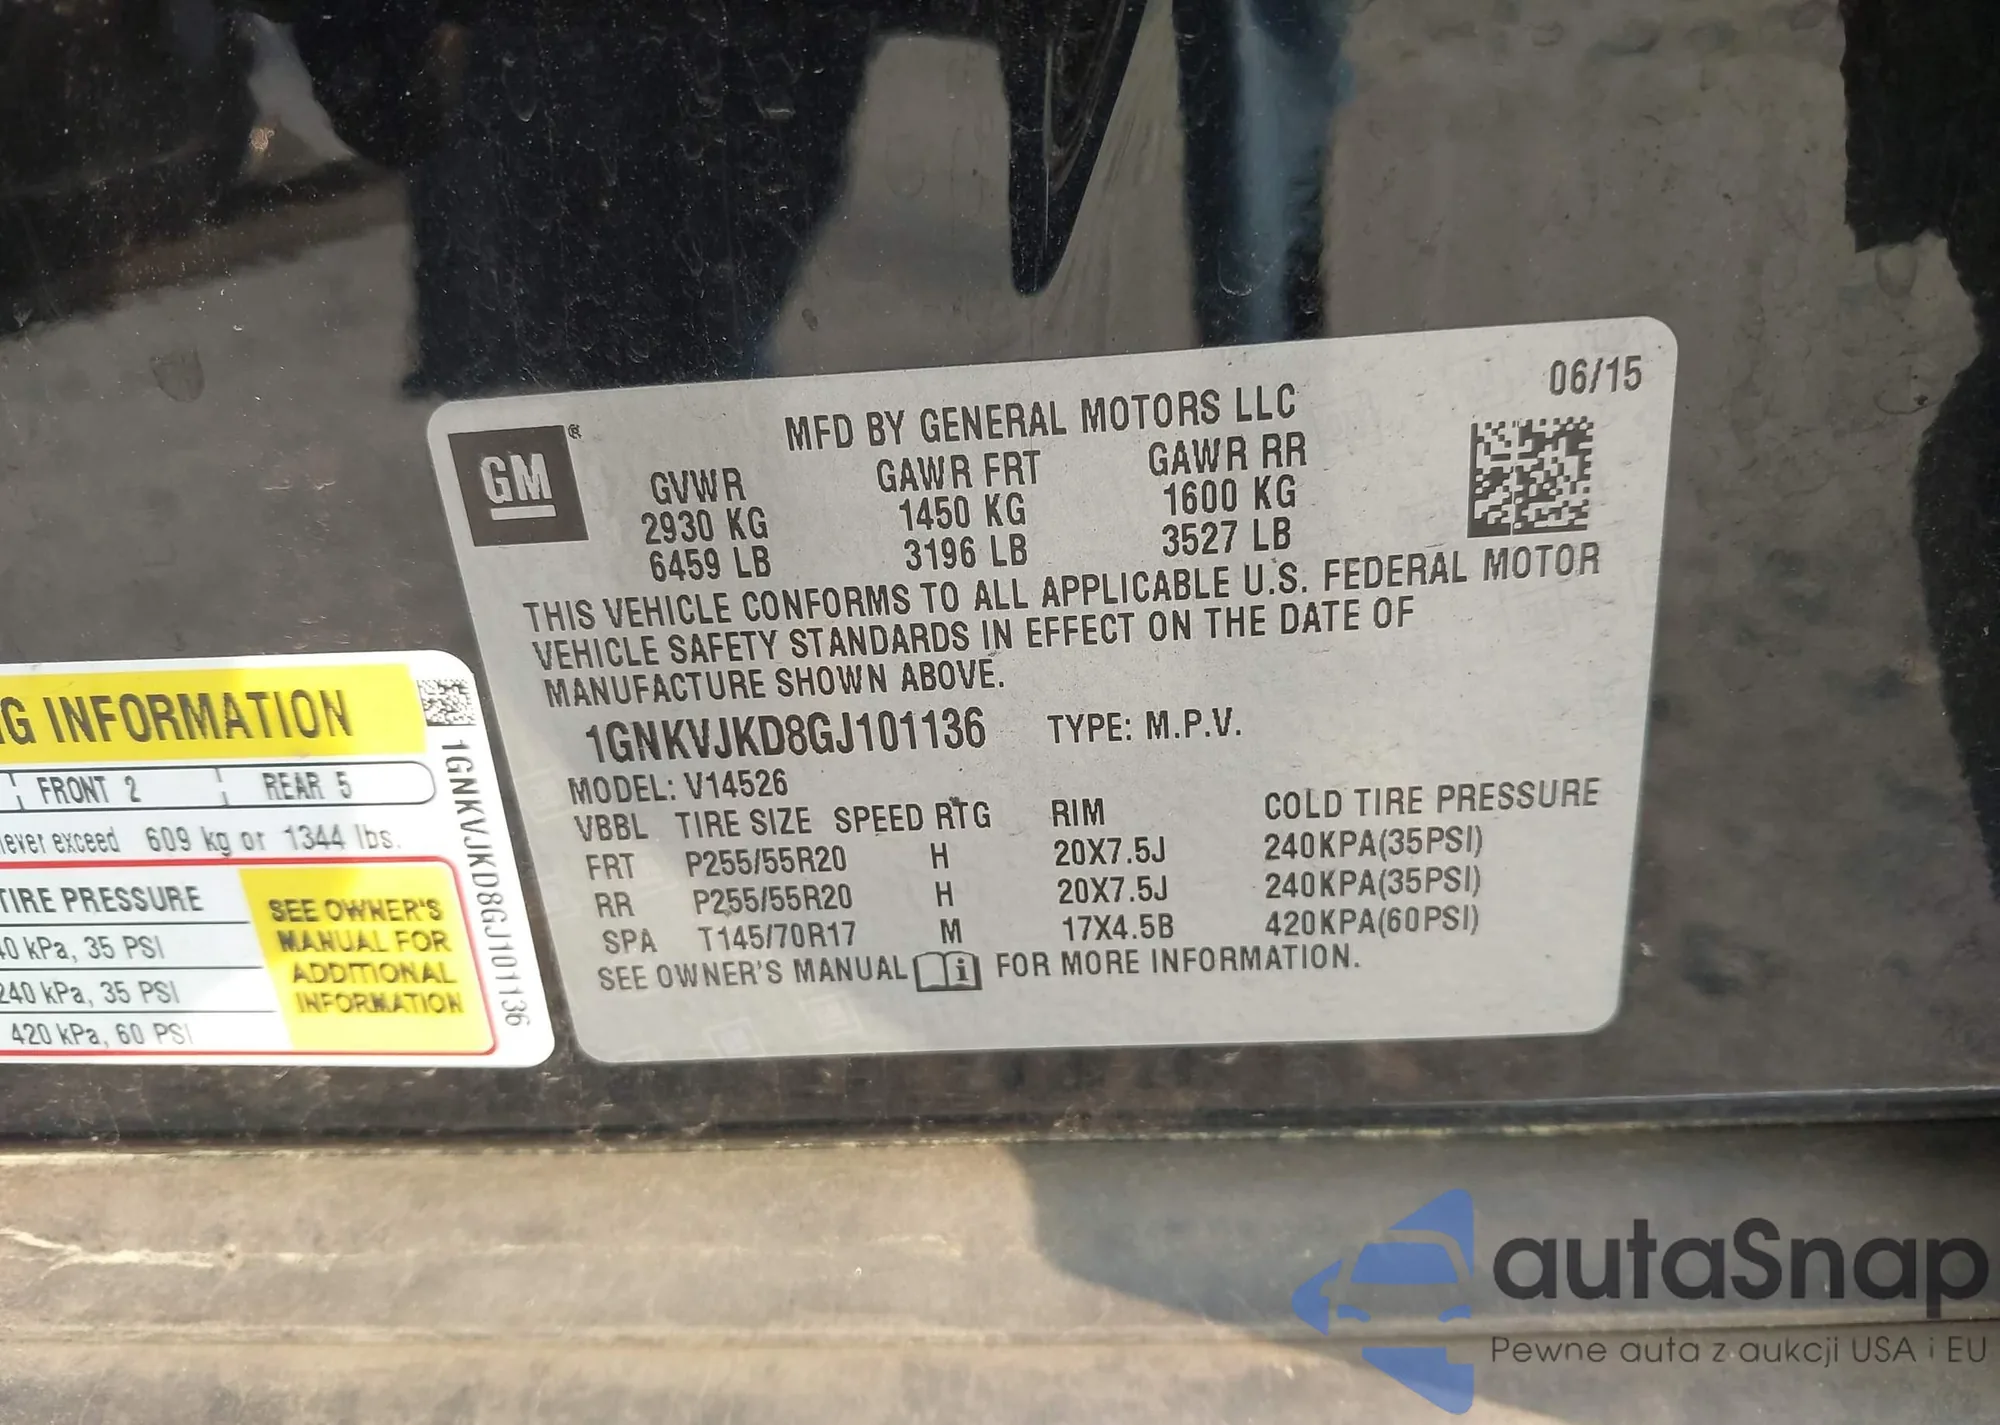 06/15
MFD BY GENERAL MOTORS LLC
GM®
GVWR GAWR FRT GAWR RR
2930 KG 1450 KG 1600 KG
6459 LB 3196 LB 3527 LB
THIS VEHICLE CONFORMS TO ALL APPLICABLE U.S. FEDERAL MOTOR
VEHICLE SAFETY STANDARDS IN EFFECT ON THE DATE OF
MANUFACTURE SHOWN ABOVE.
1GNKVJKD8GJ101136 TYPE: M.P.V.
MODEL: V14526
VBBL TIRE SIZE SPEED RTG RIM COLD TIRE PRESSURE
FRT P255/55R20 H 20X7.5J 240KPA(35PSI)
RR P255/55R20 H 20X7.5J 240KPA(35PSI)
SPA T145/70R17 M 17X4.5B 420KPA(60PSI)
SEE OWNER'S MANUAL i FOR MORE INFORMATION.
G INFORMATION
FRONT 2 REAR 5
exceed 609 kg or 1344 lbs.
TIRE PRESSURE
0 kPa, 35 PSI
240 kPa, 35 PSI
420 kPa, 60 PSI
SEE OWNER'S
MANUAL FOR
ADDITIONAL
INFORMATION
1GNKVJKD8GJ101136
autaSnap
Pewne auta z aukcji USA i EU